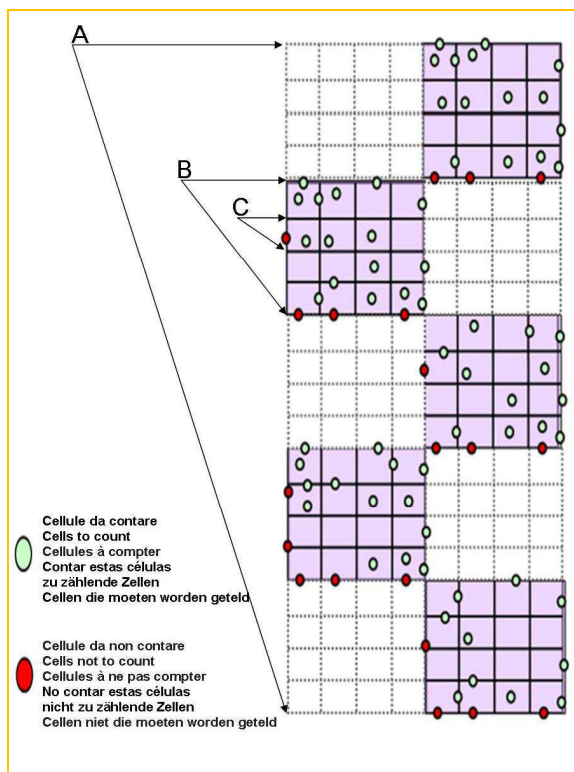 A
B
C
Cellule da contare
Cells to count
Cellules à compter
Contar estas células
zu zählende Zellen
Cellen die moeten worden geteld
Cellule da non contare
Cells not to count
Cellules à ne pas compter
No contar estas células
nicht zu zählende Zellen
Cellen niet die moeten worden geteld